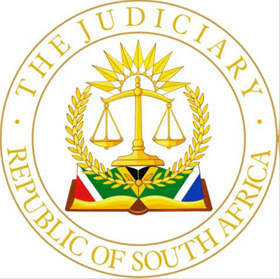 · THE JUDICIARY ·
REPUBLIC OF SOUTH AFRICA